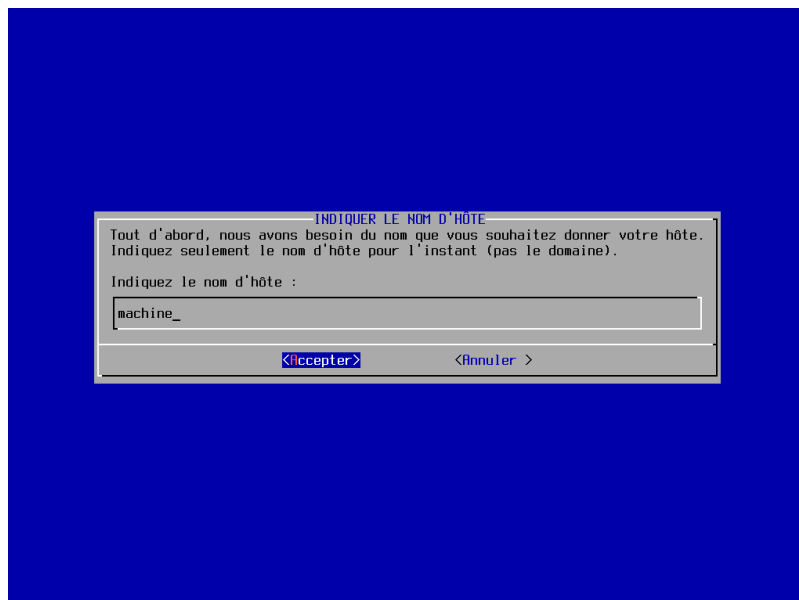 INDIQUER LE NOM D'HÔTE
Tout d'abord, nous avons besoin du nom que vous souhaitez donner votre hôte.
Indiquez seulement le nom d'hôte pour l'instant (pas le domaine).
Indiquez le nom d'hôte :
machine_
<Accepter> <Annuler >